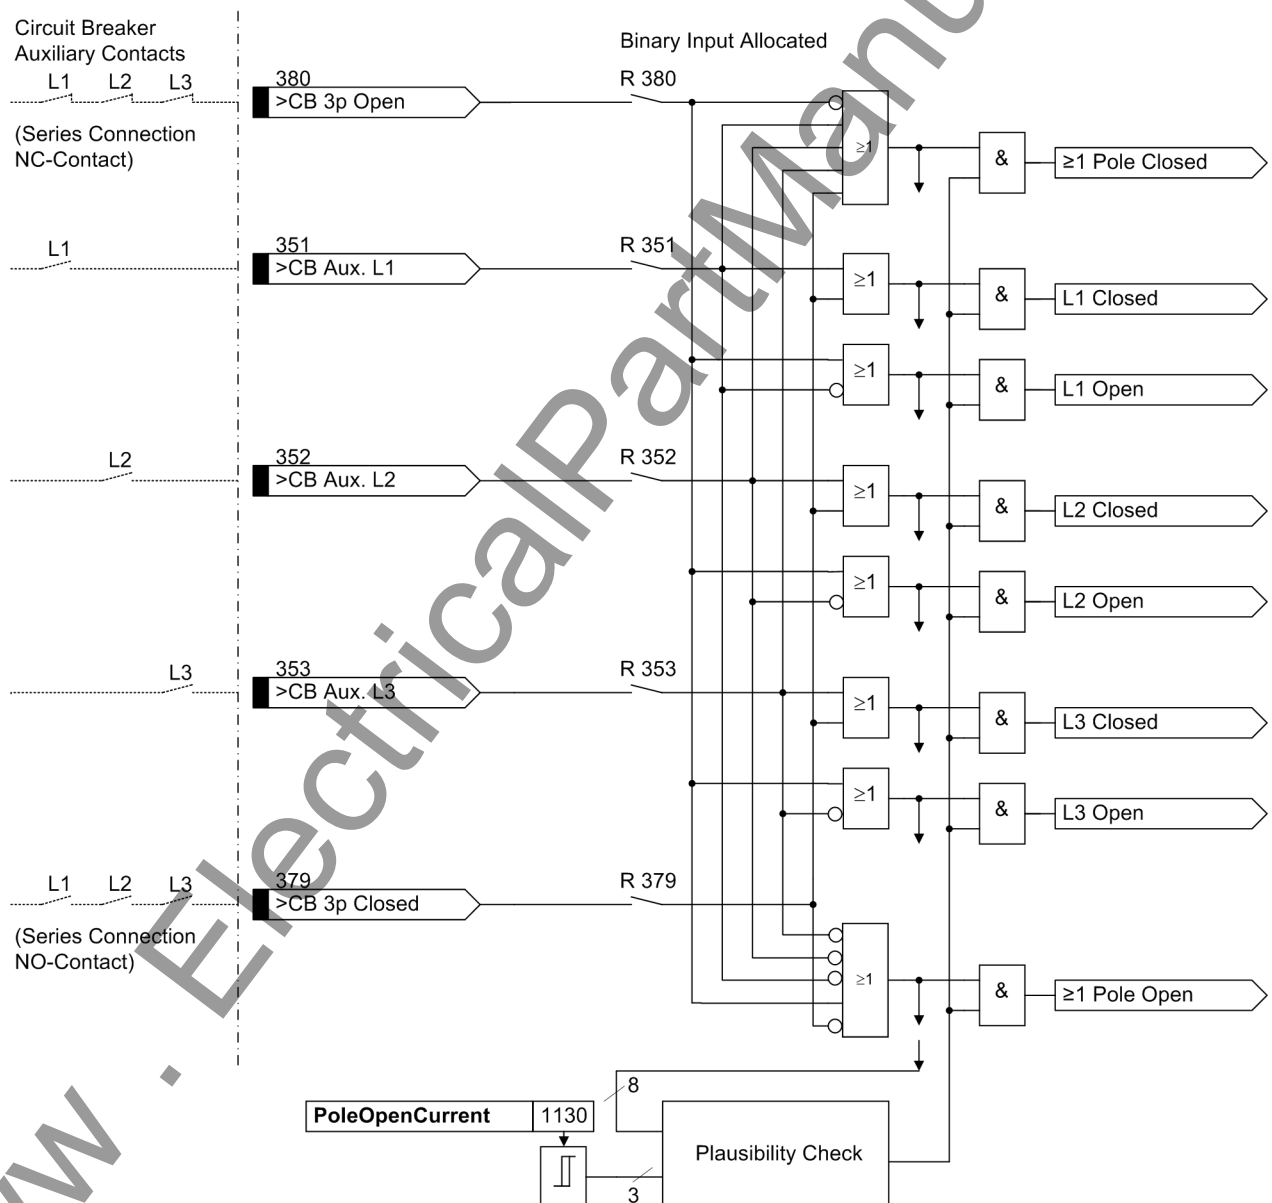 Circuit Breaker
Auxiliary Contacts
Binary Input Allocated
L1 L2 L3
380
>CB 3p Open
R 380
(Series Connection
NC-Contact)
≥1
&
≥1 Pole Closed
L1
351
>CB Aux. L1
R 351
≥1
&
L1 Closed
≥1
&
L1 Open
L2
352
>CB Aux. L2
R 352
≥1
&
L2 Closed
≥1
&
L2 Open
L3
353
>CB Aux. L3
R 353
≥1
&
L3 Closed
≥1
&
L3 Open
L1 L2 L3
379
>CB 3p Closed
R 379
(Series Connection
NO-Contact)
≥1
&
≥1 Pole Open
8
PoleOpenCurrent 1130
Plausibility Check
3
w . ElectricalPartManu